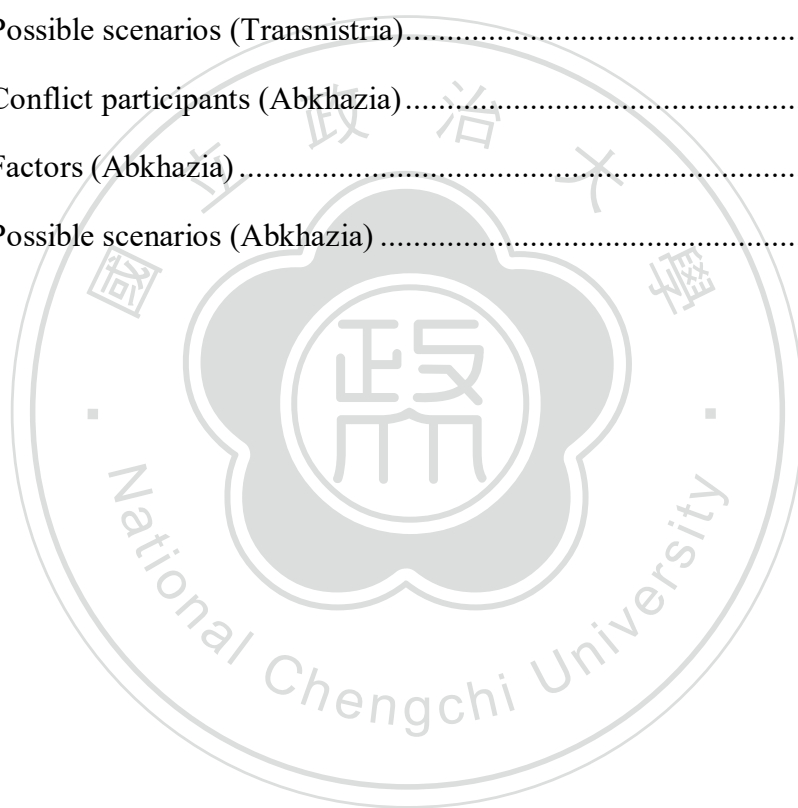 Possible scenarios (Transnistria)................................................
Conflict participants (Abkhazia)................................................
Factors (Abkhazia)....................................................................
Possible scenarios (Abkhazia)...................................................
國立政治大學
政
National Chengchi University